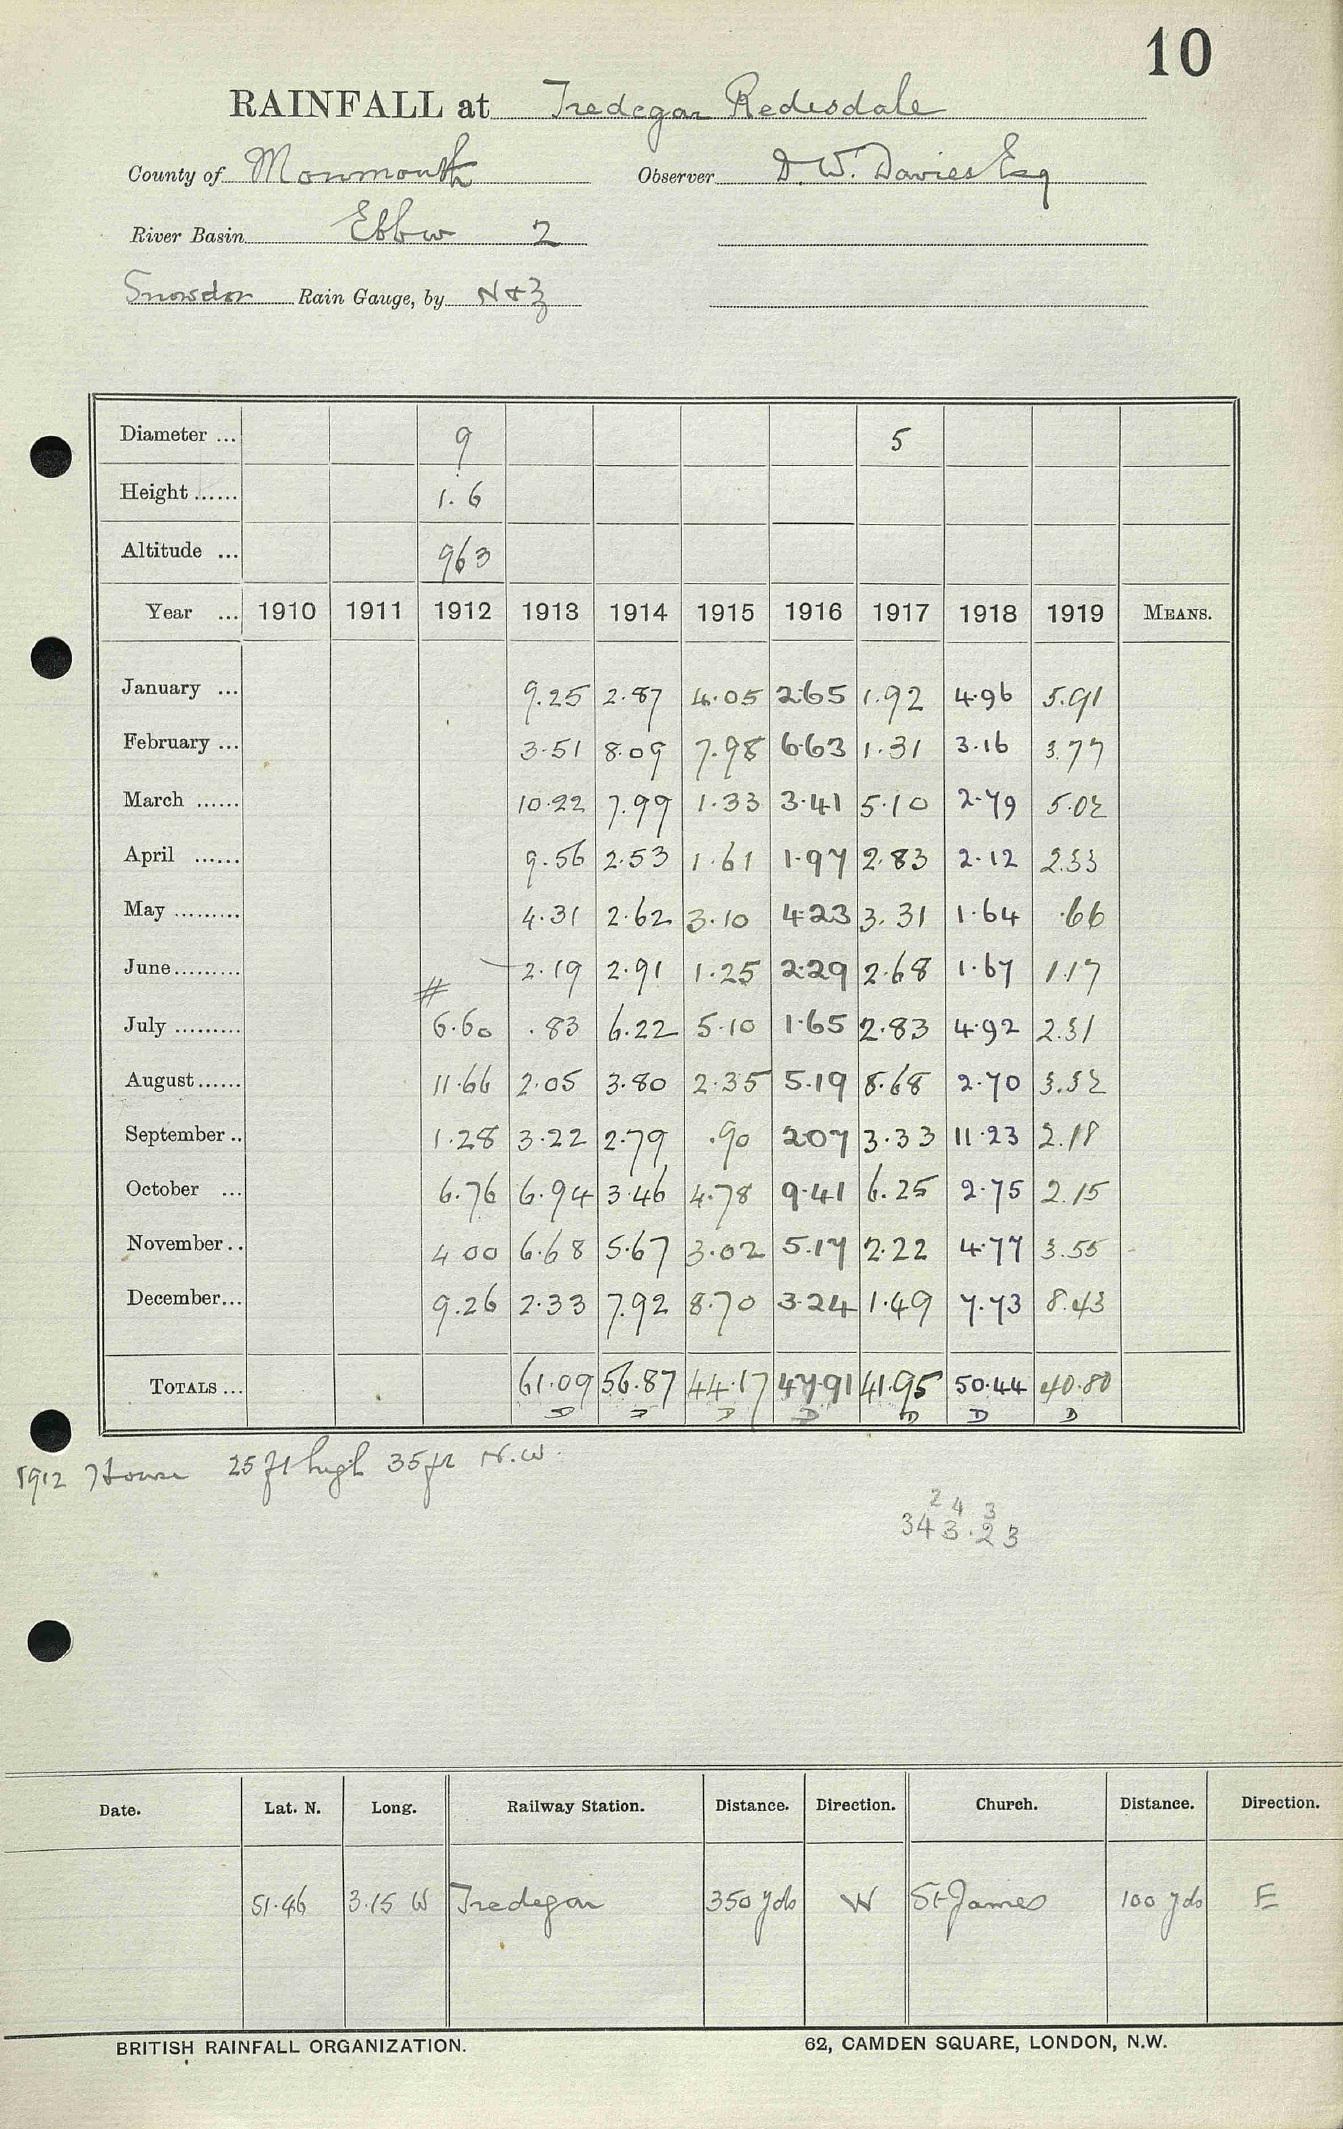 10
RAINFALL at Tredegar Redesdale
County of Monmouth Observer D. W. Davies Esq
River Basin Ebbw 2
Snowdon Rain Gauge, by N & Z
Diameter ... 9 5
Height ...... 1.6
Altitude ... 963
Year ... 1910 1911 1912 1913 1914 1915 1916 1917 1918 1919 MEANS.
January ... 9.25 2.87 4.05 2.65 1.92 4.96 5.91
February ... 3.51 8.09 7.98 6.63 1.31 3.16 3.77
March ...... 10.22 7.99 1.33 3.41 5.10 2.79 5.02
April ...... 9.56 2.53 1.61 1.97 2.83 2.12 2.33
May ......... 4.31 2.62 3.10 4.23 3.31 1.64 .66
June......... 2.19 2.91 1.25 2.29 2.68 1.67 1.17
#
July ......... 6.60 .83 6.22 5.10 1.65 2.83 4.92 2.31
August...... 11.66 2.05 3.80 2.35 5.19 8.68 2.70 3.32
September .. 1.28 3.22 2.79 .90 2.07 3.33 11.23 2.18
October ... 6.76 6.94 3.46 4.78 9.41 6.25 2.75 2.15
November .. 4 00 6.68 5.67 3.02 5.17 2.22 4.77 3.55
December... 9.26 2.33 7.92 8.70 3.24 1.49 7.73 8.43
TOTALS ... 61.09 56.87 44.17 47.91 41.95 50.44 40.80
D D D D D D D
1912 House 25 ft high 35 ft N.W.
2 4 3
343.23
Date. Lat. N. Long. Railway Station. Distance. Direction. Church. Distance. Direction.
51.46 3.15 W Tredegar 350 yds W St James 100 yds E
BRITISH RAINFALL ORGANIZATION. 62, CAMDEN SQUARE, LONDON, N.W.